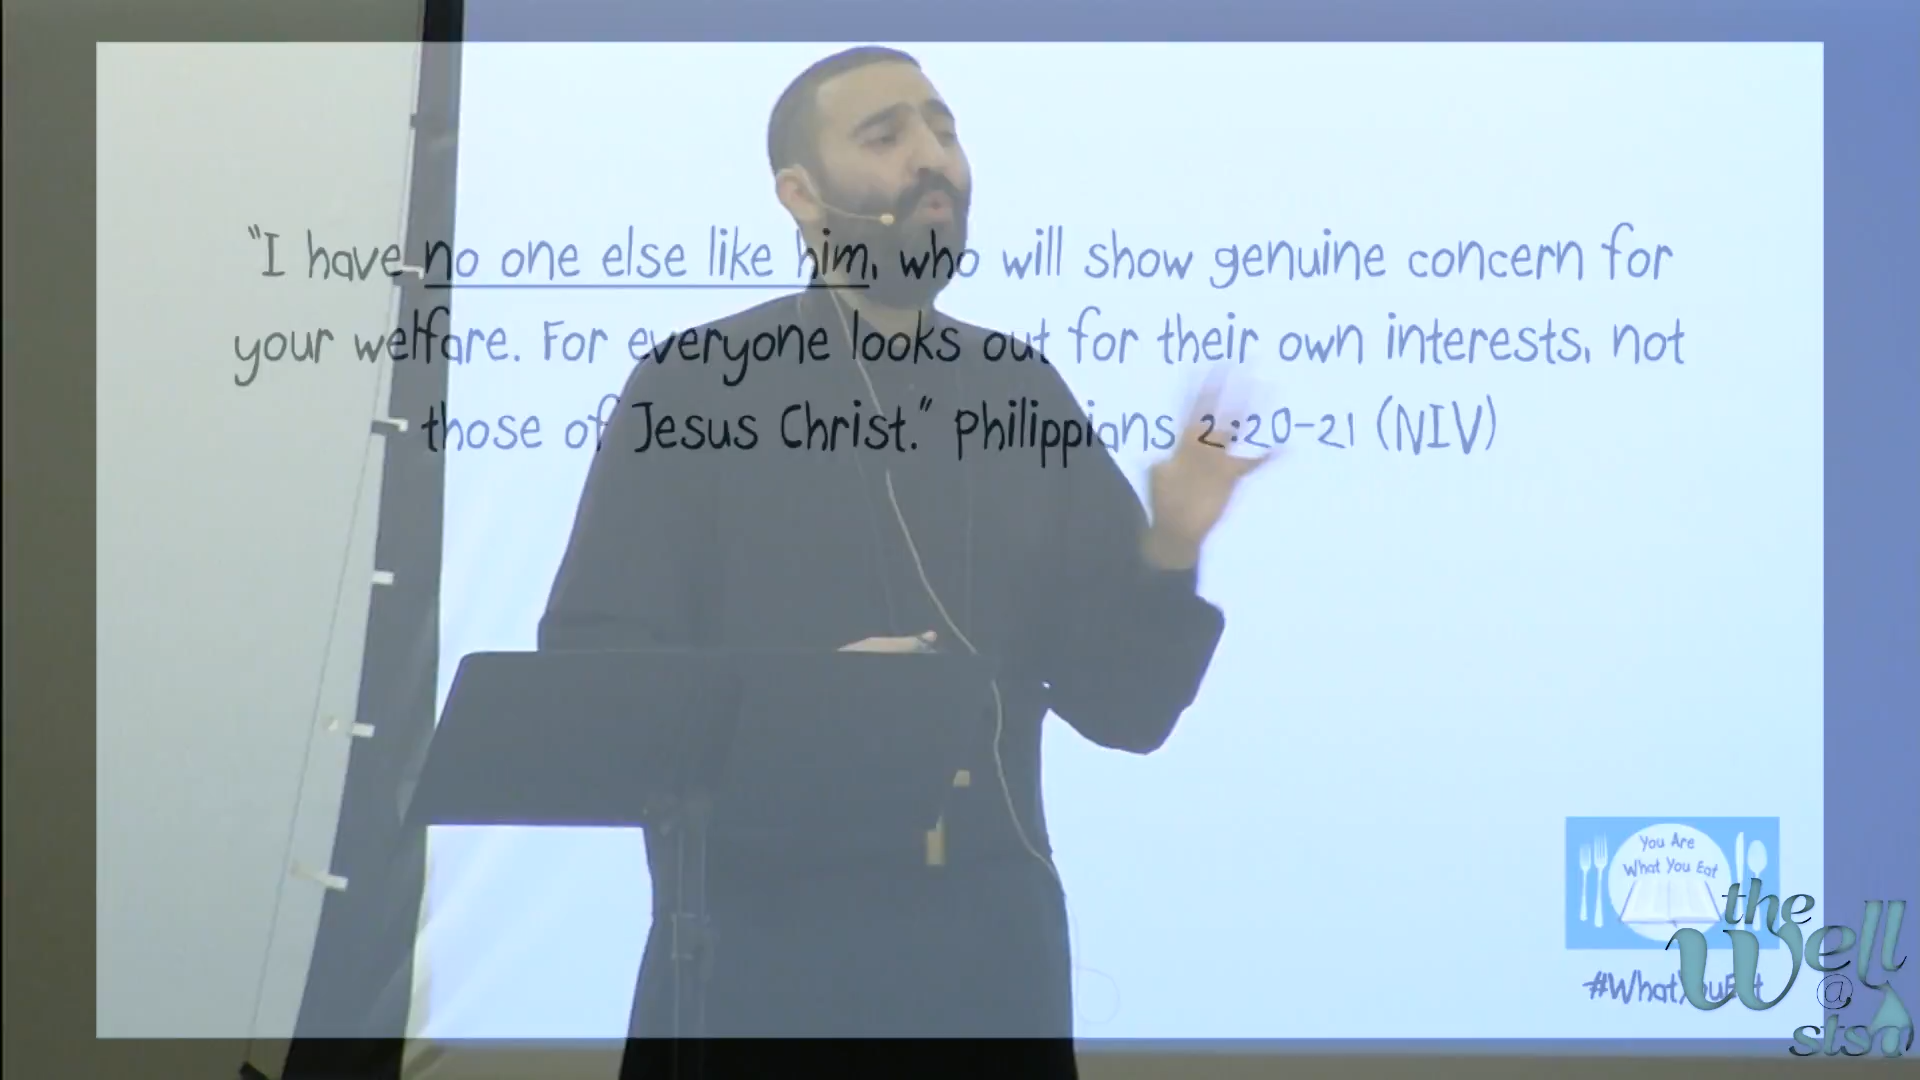 "I have no one else like him, who will show genuine concern for
your welfare. For everyone looks out for their own interests, not
those of Jesus Christ." Philippians 2:20-21 (NIV)
You Are
What You Eat
#WhatYouEat
the
Well
@
stsa